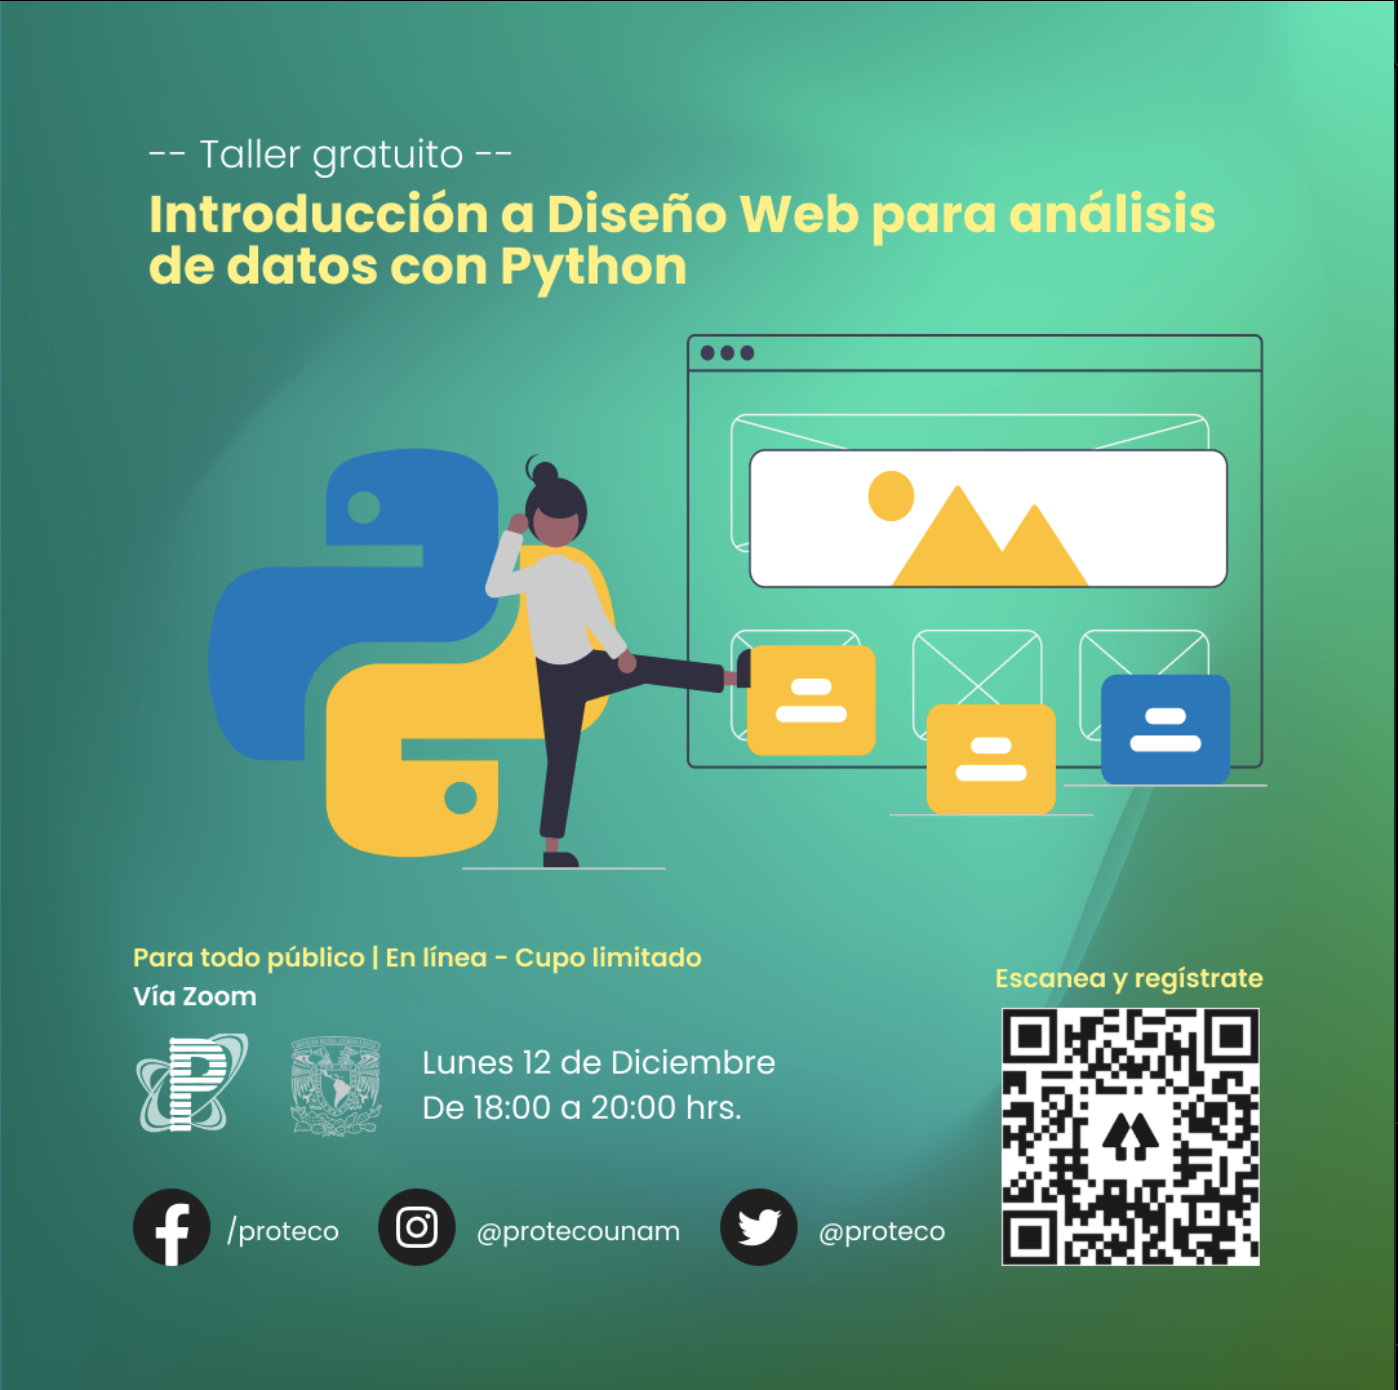 -- Taller gratuito --
Introducción a Diseño Web para análisis
de datos con Python
Para todo público | En línea - Cupo limitado
Vía Zoom
Lunes 12 de Diciembre
De 18:00 a 20:00 hrs.
Escanea y regístrate
/proteco
@protecounam
@proteco